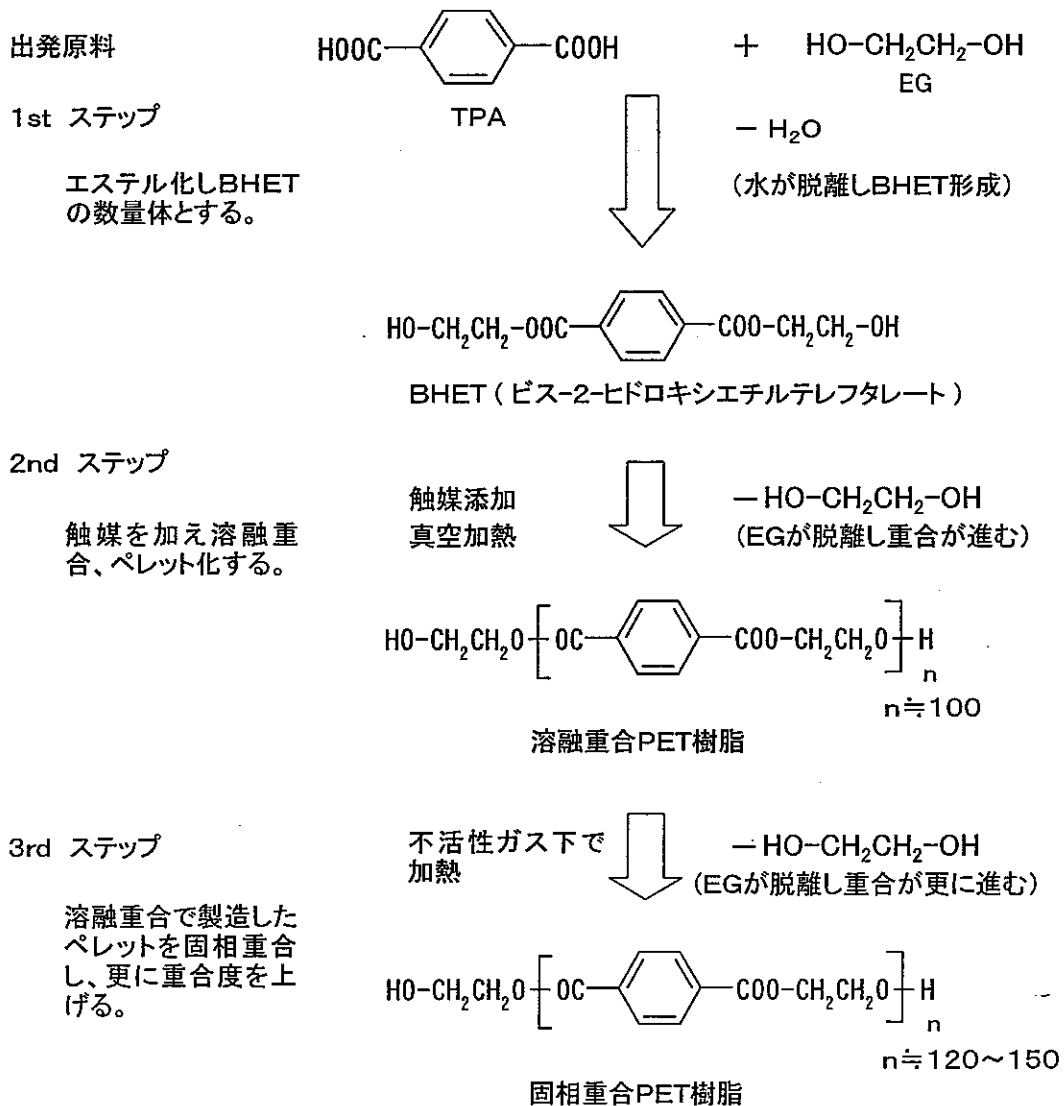 出発原料
HOOC COOH + HO-CH₂CH₂-OH
TPA
EG
1st ステップ
エステル化しBHET
の数量体とする。
－H₂O
(水が脱離しBHET形成)
HO-CH₂CH₂-OOC COO-CH₂CH₂-OH
BHET(ビス-2-ヒドロキシエチルテレフタレート)
2nd ステップ
触媒を加え溶融重
合、ペレット化する。
触媒添加
真空加熱
－HO-CH₂CH₂-OH
(EGが脱離し重合が進む)
HO-CH₂CH₂O[OC COO-CH₂CH₂O]H
n
n≒100
溶融重合PET樹脂
3rd ステップ
溶融重合で製造した
ペレットを固相重合
し、更に重合度を上
げる。
不活性ガス下で
加熱
－HO-CH₂CH₂-OH
(EGが脱離し重合が更に進む)
HO-CH₂CH₂O[OC COO-CH₂CH₂O]H
n
n≒120～150
固相重合PET樹脂